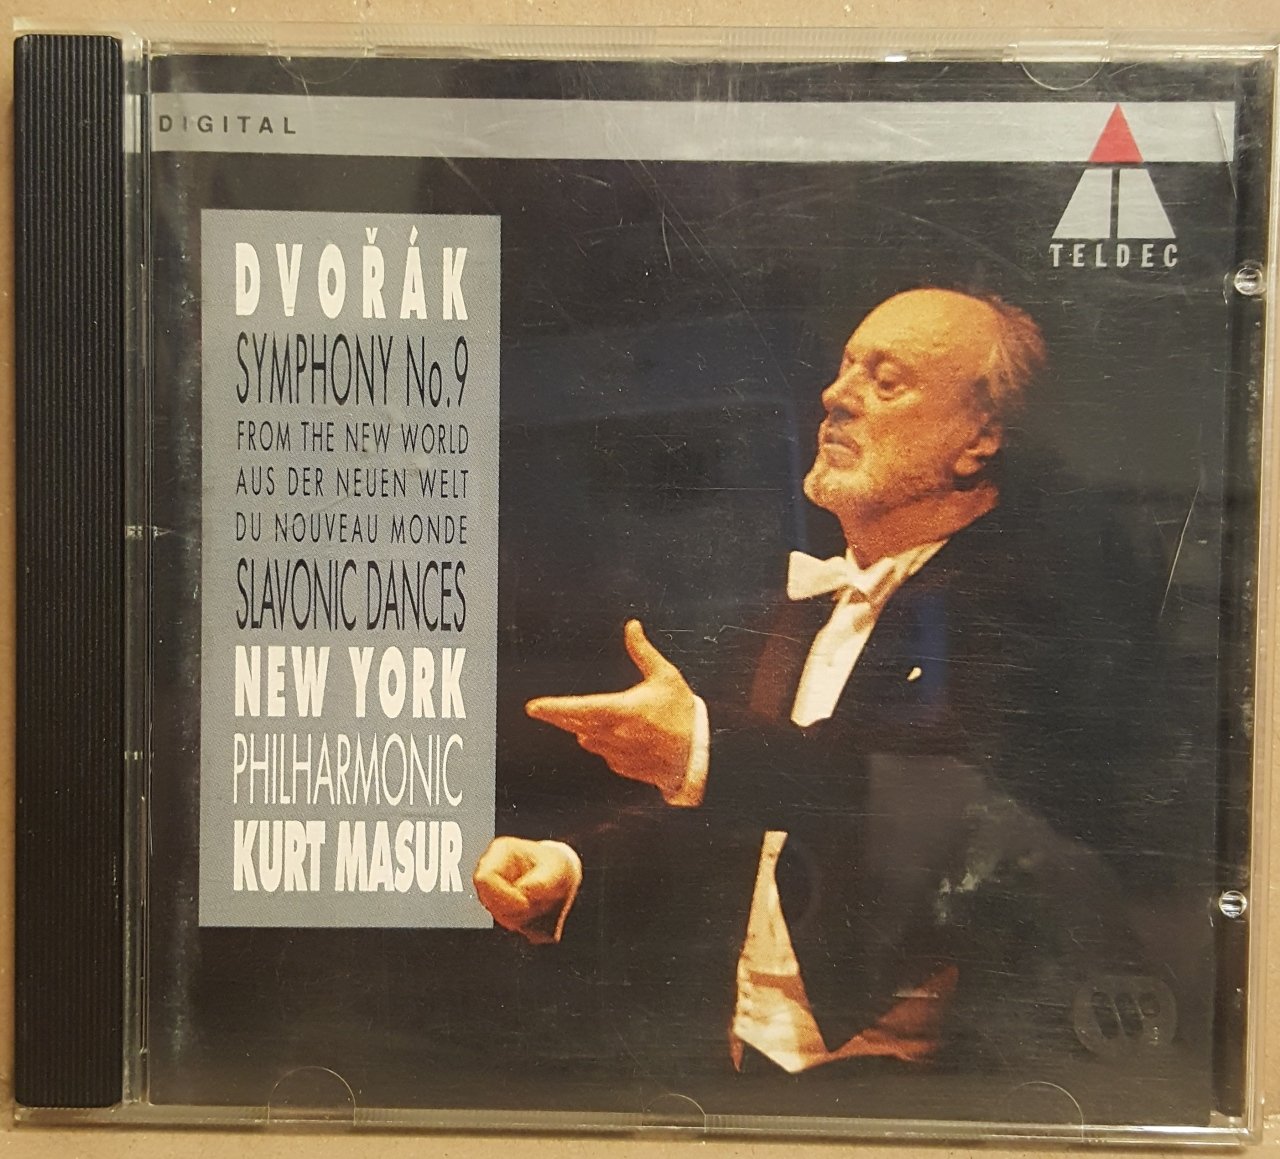 DIGITAL
TELDEC
DVOŘÁK
SYMPHONY No.9
FROM THE NEW WORLD
AUS DER NEUEN WELT
DU NOUVEAU MONDE
SLAVONIC DANCES
NEW YORK
PHILHARMONIC
KURT MASUR